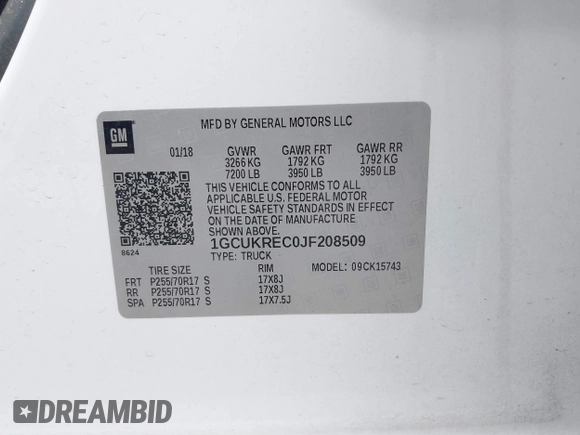 GM
MFD BY GENERAL MOTORS LLC
01/18 GVWR GAWR FRT GAWR RR
3266 KG 1792 KG 1792 KG
7200 LB 3950 LB 3950 LB
THIS VEHICLE CONFORMS TO ALL
APPLICABLE U.S. FEDERAL MOTOR
VEHICLE SAFETY STANDARDS IN EFFECT
ON THE DATE OF MANUFACTURE
SHOWN ABOVE.
8624
1GCUKREC0JF208509
TYPE: TRUCK
TIRE SIZE RIM MODEL: 09CK15743
FRT P255/70R17 S 17X8J
RR P255/70R17 S 17X8J
SPA P255/70R17 S 17X7.5J
DREAMBID